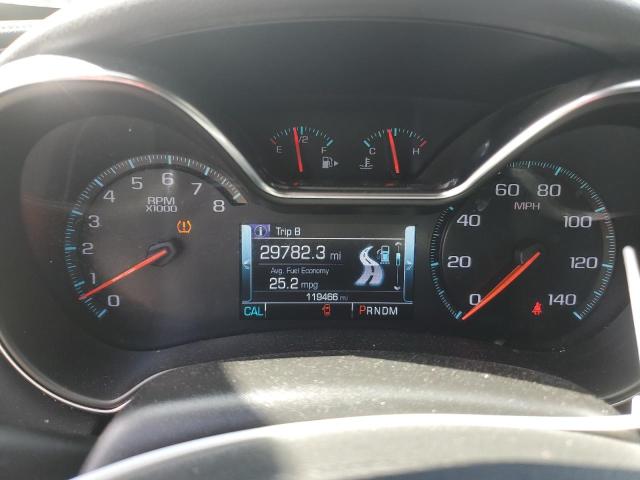 E 1/2 F
C H
RPM
X1000
0 1 2 3 4 5 6 7 8
Trip B
29782.3 mi
Avg. Fuel Economy
25.2 mpg
119466 mi
CAL
PRNDM
MPH
0 20 40 60 80 100 120 140